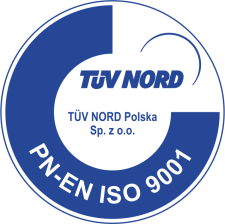 TÜV NORD
TÜV NORD Polska
Sp. z o.o.
PN-EN ISO 9001